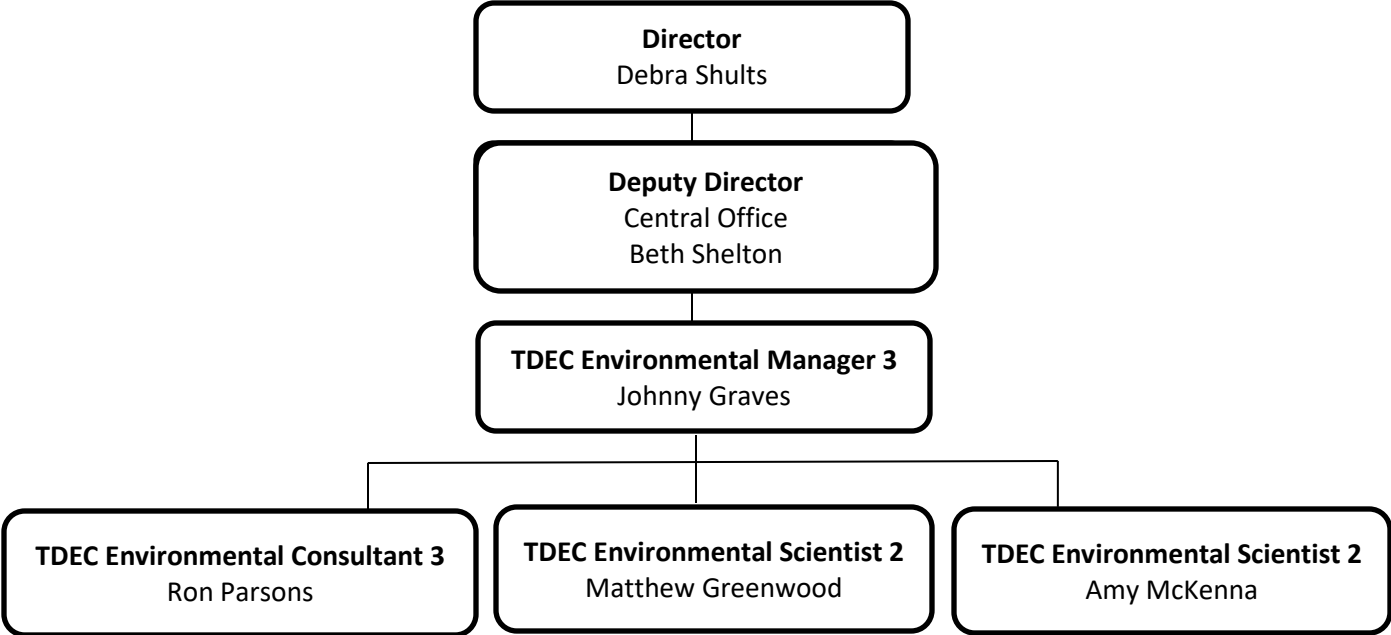 Director
Debra Shults
Deputy Director
Central Office
Beth Shelton
TDEC Environmental Manager 3
Johnny Graves
TDEC Environmental Consultant 3
Ron Parsons
TDEC Environmental Scientist 2
Matthew Greenwood
TDEC Environmental Scientist 2
Amy McKenna